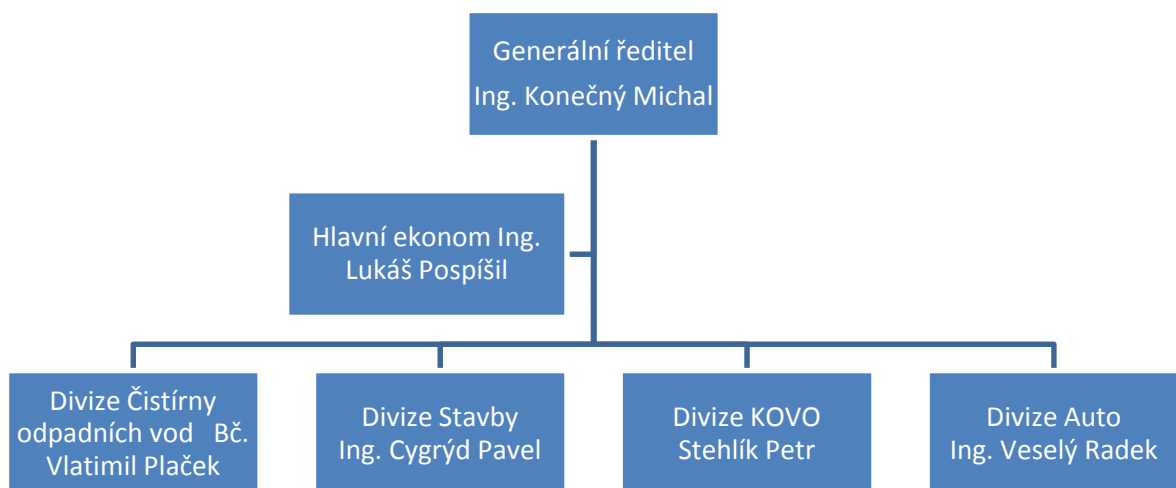 Generální ředitel
Ing. Konečný Michal
Hlavní ekonom Ing.
Lukáš Pospíšil
Divize Čistírny
odpadních vod Bč.
Vlatimil Plaček
Divize Stavby
Ing. Cygrýd Pavel
Divize KOVO
Stehlík Petr
Divize Auto
Ing. Veselý Radek